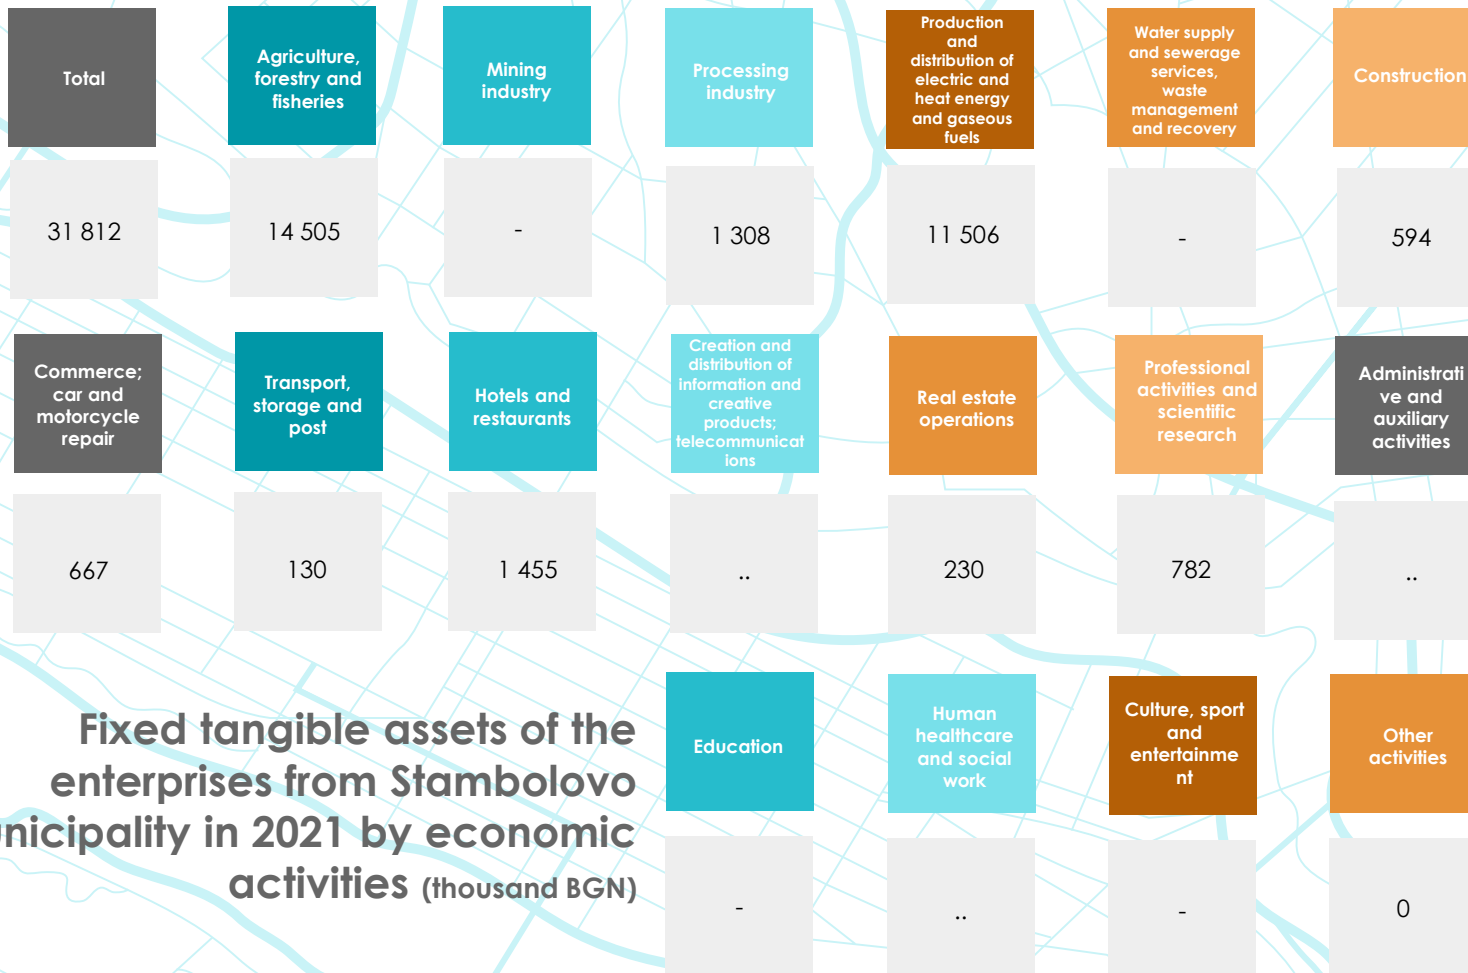 Total
Agriculture,
forestry and
fisheries
Mining
industry
Processing
industry
Production
and
distribution of
electric and
heat energy
and gaseous
fuels
Water supply
and sewerage
services,
waste
management
and recovery
Construction
31 812
14 505
-
1 308
11 506
-
594
Commerce;
car and
motorcycle
repair
Transport,
storage and
post
Hotels and
restaurants
Creation and
distribution of
information and
creative
products;
telecommunicat
ions
Real estate
operations
Professional
activities and
scientific
research
Administrati
ve and
auxiliary
activities
667
130
1 455
..
230
782
..
Fixed tangible assets of the
enterprises from Stambolovo
nicipality in 2021 by economic
activities (thousand BGN)
Education
Human
healthcare
and social
work
Culture, sport
and
entertainme
nt
Other
activities
-
..
-
0